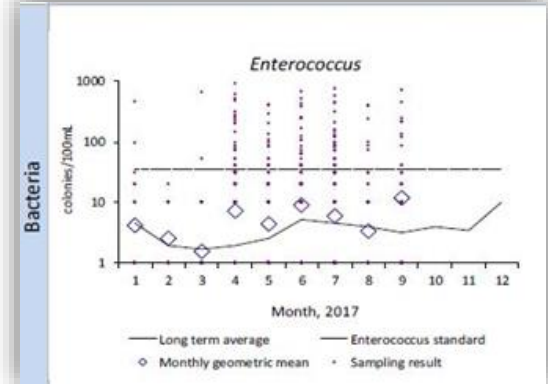 Bacteria
Enterococcus
colonies/100mL
1000
100
10
1
1 2 3 4 5 6 7 8 9 10 11 12
Month, 2017
Long term average
Enterococcus standard
Monthly geometric mean
Sampling result